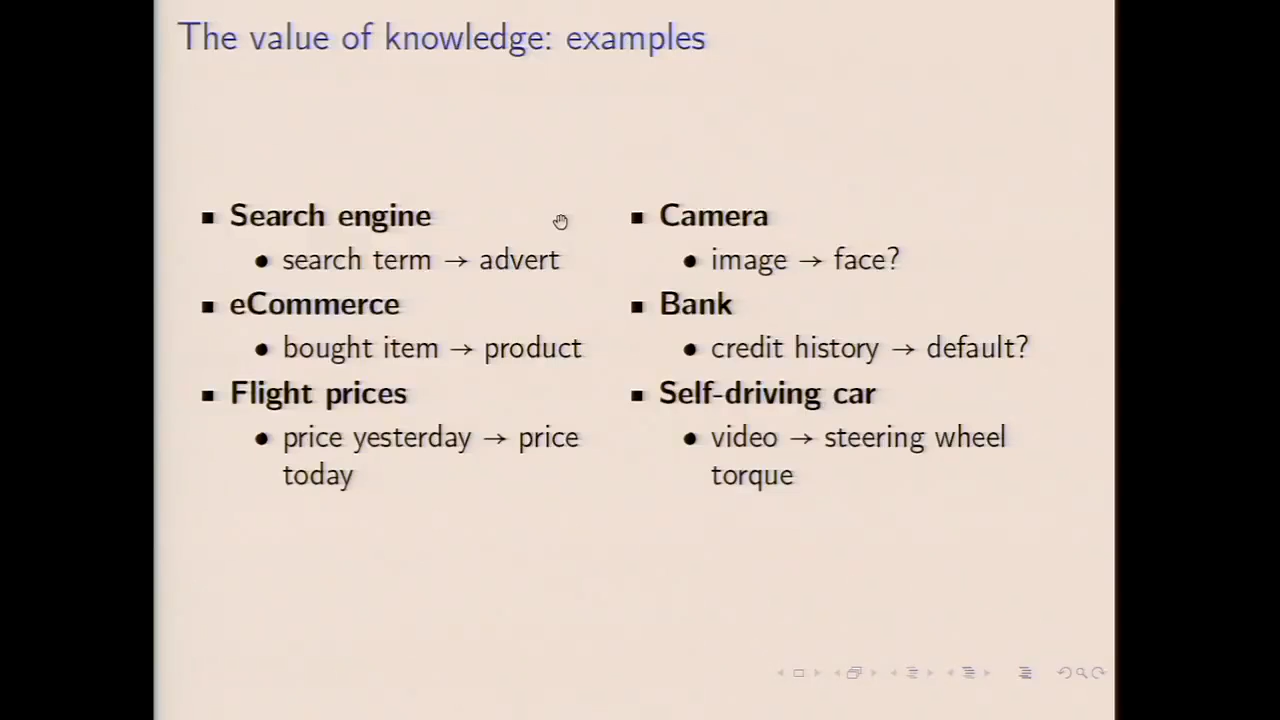 The value of knowledge: examples
■ Search engine
● search term → advert
■ eCommerce
● bought item → product
■ Flight prices
● price yesterday → price
today
■ Camera
● image → face?
■ Bank
● credit history → default?
■ Self-driving car
● video → steering wheel
torque